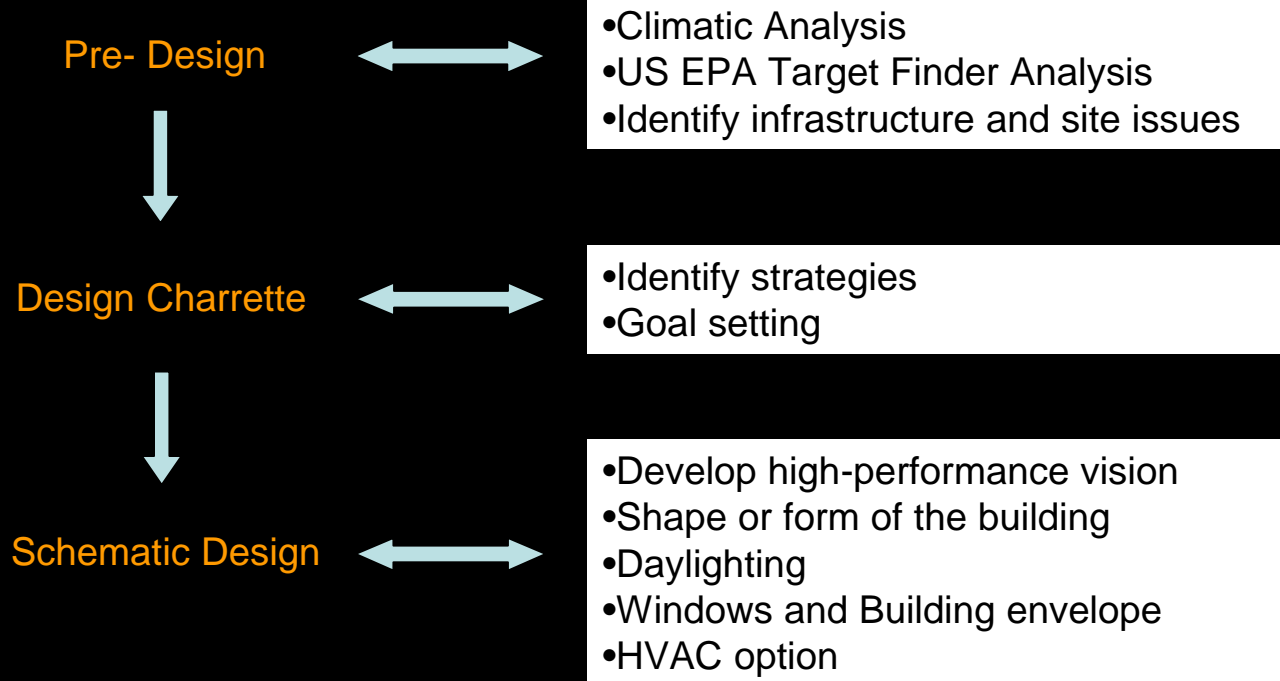 Pre- Design
•Climatic Analysis
•US EPA Target Finder Analysis
•Identify infrastructure and site issues
Design Charrette
•Identify strategies
•Goal setting
Schematic Design
•Develop high-performance vision
•Shape or form of the building
•Daylighting
•Windows and Building envelope
•HVAC option